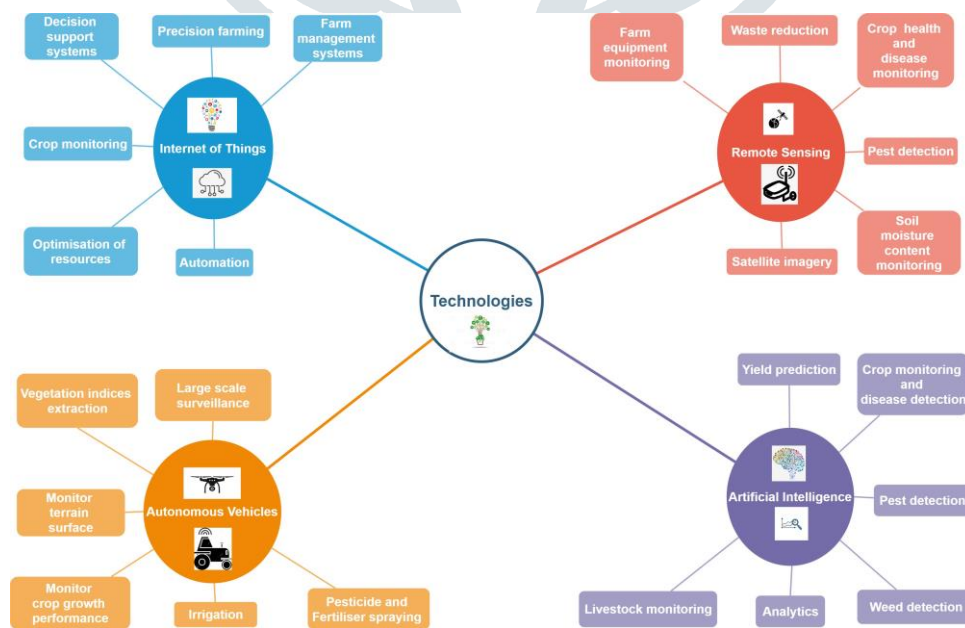 Decision
support
systems
Precision farming
Farm
management
systems
Crop monitoring
Internet of Things
Optimisation of
resources
Automation
Farm
equipment
monitoring
Waste reduction
Crop health
and
disease
monitoring
Remote Sensing
Pest detection
Satellite imagery
Soil
moisture
content
monitoring
Technologies
Vegetation indices
extraction
Large scale
surveillance
Monitor
terrain
surface
Autonomous Vehicles
Monitor
crop growth
performance
Irrigation
Pesticide and
Fertiliser spraying
Yield prediction
Crop monitoring
and
disease detection
Artificial Intelligence
Pest detection
Livestock monitoring
Analytics
Weed detection